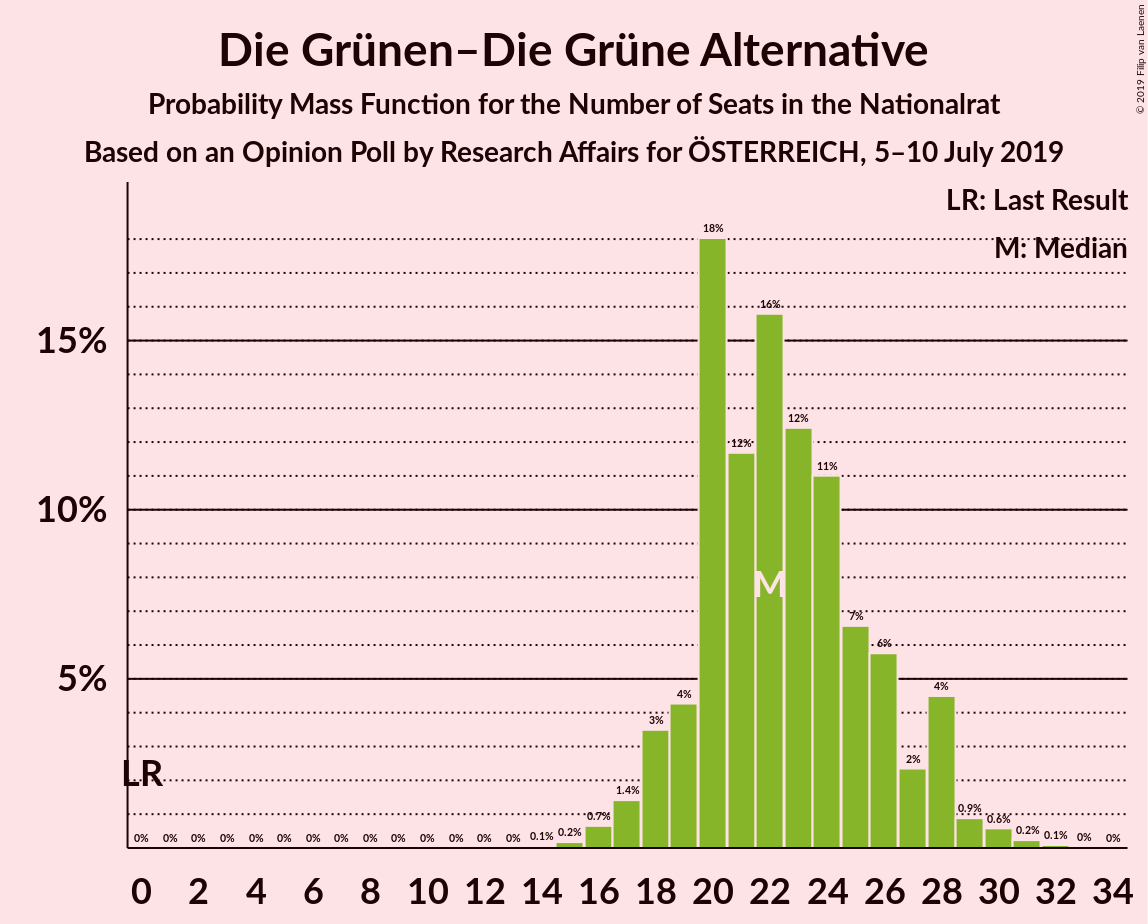 Die Grünen–Die Grüne Alternative
Probability Mass Function for the Number of Seats in the Nationalrat
Based on an Opinion Poll by Research Affairs for ÖSTERREICH, 5–10 July 2019
© 2019 Filip van Laenen
LR: Last Result
M: Median
15%
10%
5%
18%
16%
12%
12%
11%
M
7%
6%
4%
4%
3%
2%
LR
1.4%
0.7%
0.9%
0.6%
0% 0% 0% 0% 0% 0% 0% 0% 0% 0% 0% 0% 0% 0% 0.1% 0.2% 0.2% 0.1% 0% 0%
0 2 4 6 8 10 12 14 16 18 20 22 24 26 28 30 32 34